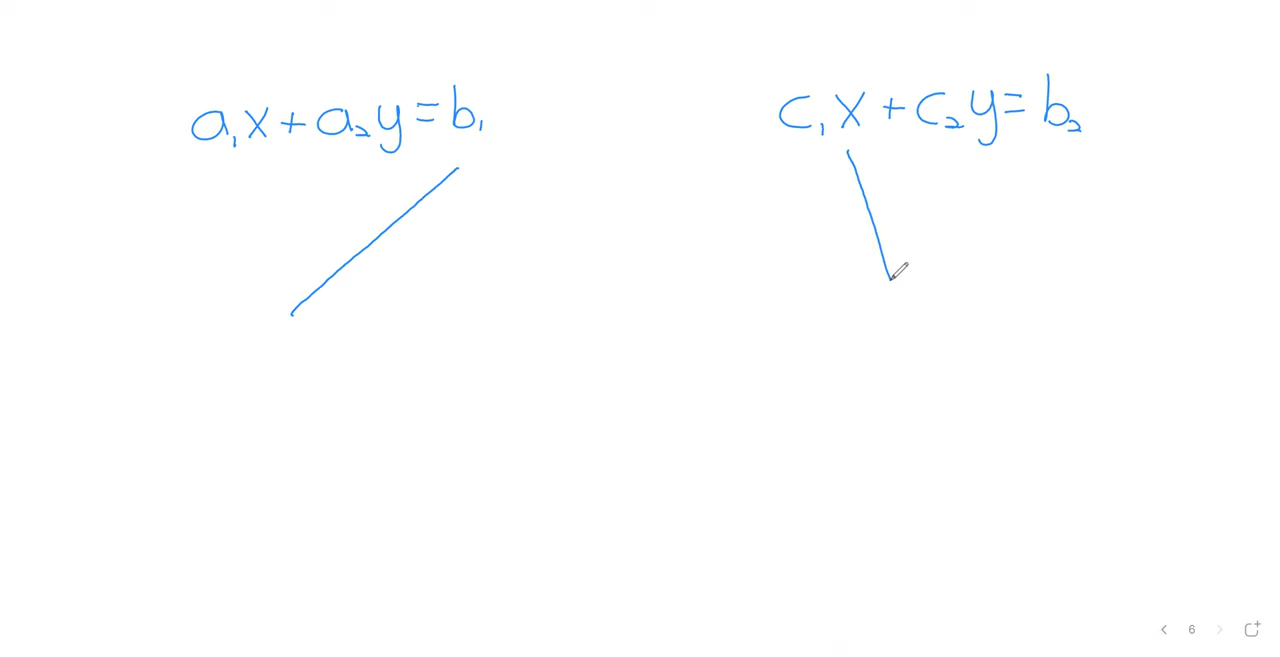 a₁x + a₂y = b₁
c₁x + c₂y = b₂
6